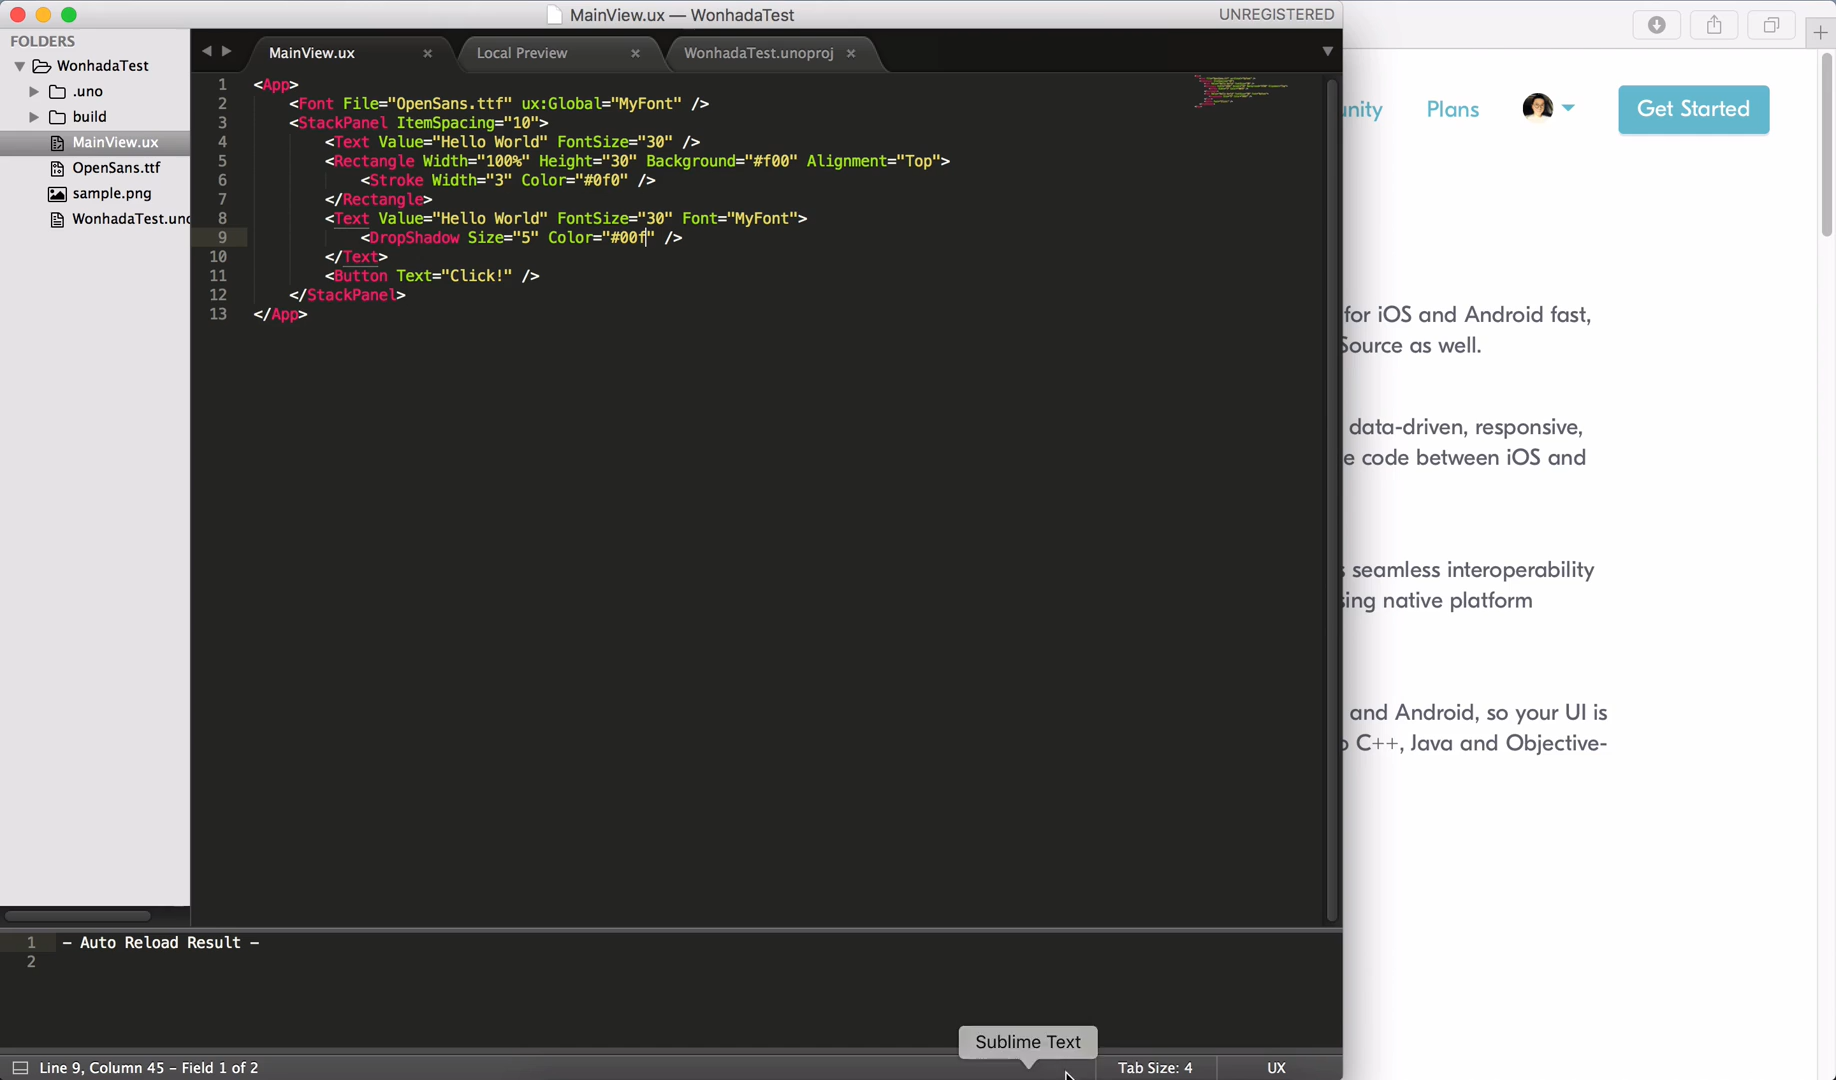 MainView.ux — WonhadaTest
UNREGISTERED
FOLDERS
WonhadaTest
.uno
build
MainView.ux
OpenSans.ttf
sample.png
WonhadaTest.uno
MainView.ux
Local Preview
WonhadaTest.unoproj
1 <App>
2 <Font File="OpenSans.ttf" ux:Global="MyFont" />
3 <StackPanel ItemSpacing="10">
4 <Text Value="Hello World" FontSize="30" />
5 <Rectangle Width="100%" Height="30" Background="#f00" Alignment="Top">
6 <Stroke Width="3" Color="#0f0" />
7 </Rectangle>
8 <Text Value="Hello World" FontSize="30" Font="MyFont">
9 <DropShadow Size="5" Color="#00f" />
10 </Text>
11 <Button Text="Click!" />
12 </StackPanel>
13 </App>
Plans
Get Started
for iOS and Android fast,
Source as well.
data-driven, responsive,
e code between iOS and
s seamless interoperability
sing native platform
and Android, so your UI is
C++, Java and Objective-
1 - Auto Reload Result -
2
Sublime Text
Line 9, Column 45 - Field 1 of 2
Tab Size: 4
UX